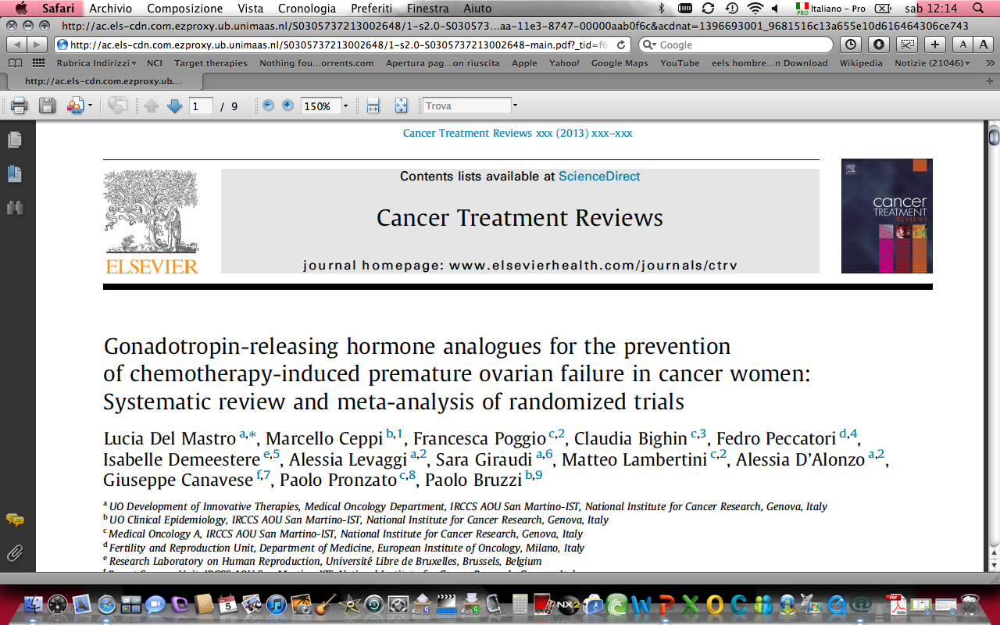 Safari Archivio Composizione Vista Cronologia Preferiti Finestra Aiuto PRO Italiano - Pro sab 12:14
http://ac.els-cdn.com.ezproxy.ub.unimaas.nl/S0305737213002648/1-s2.0-S030573...aa-11e3-8747-00000aab0f6c&acdnat=1396693001_9681516c13a655e10d616464306ce743
http://ac.els-cdn.com.ezproxy.ub.unimaas.nl/S0305737213002648/1-s2.0-S0305737213002648-main.pdf?_tid=f6 Google A A
Rubrica Indirizzi NCI Target therapies Nothing fou...orrents.com Apertura pag...on riuscita Apple Yahoo! Google Maps YouTube eels hombre...n Download Wikipedia Notizie (21046)
http://ac.els-cdn.com.ezproxy.ub....
1 / 9 150% Trova
Cancer Treatment Reviews xxx (2013) xxx–xxx
Contents lists available at ScienceDirect
Cancer Treatment Reviews
journal homepage: www.elsevierhealth.com/journals/ctrv
ELSEVIER
cancer
TREATMENT
REVIEWS
Gonadotropin-releasing hormone analogues for the prevention
of chemotherapy-induced premature ovarian failure in cancer women:
Systematic review and meta-analysis of randomized trials
Lucia Del Mastro a,*, Marcello Ceppi b,1, Francesca Poggio c,2, Claudia Bighin c,3, Fedro Peccatori d,4,
Isabelle Demeestere e,5, Alessia Levaggi a,2, Sara Giraudi a,6, Matteo Lambertini c,2, Alessia D'Alonzo a,2,
Giuseppe Canavese f,7, Paolo Pronzato c,8, Paolo Bruzzi b,9
a UO Development of Innovative Therapies, Medical Oncology Department, IRCCS AOU San Martino-IST, National Institute for Cancer Research, Genova, Italy
b UO Clinical Epidemiology, IRCCS AOU San Martino-IST, National Institute for Cancer Research, Genova, Italy
c Medical Oncology A, IRCCS AOU San Martino-IST, National Institute for Cancer Research, Genova, Italy
d Fertility and Reproduction Unit, Department of Medicine, European Institute of Oncology, Milano, Italy
e Research Laboratory on Human Reproduction, Université Libre de Bruxelles, Brussels, Belgium
5 NX2 W P X O C PDF